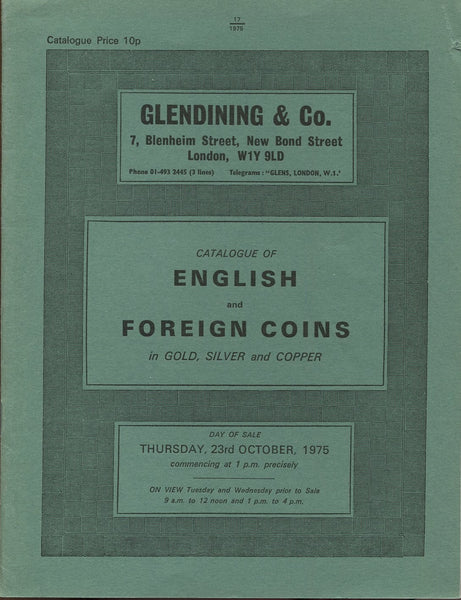 17
1975
Catalogue Price 10p
GLENDINING & Co.
7, Blenheim Street, New Bond Street
London, W1Y 9LD
Phone 01-493 2445 (3 lines) Telegrams: "GLENS, LONDON, W.1.'
CATALOGUE OF
ENGLISH
and
FOREIGN COINS
in GOLD, SILVER and COPPER
DAY OF SALE
THURSDAY, 23rd OCTOBER, 1975
commencing at 1 p.m. precisely
ON VIEW Tuesday and Wednesday prior to Sale
9 a.m. to 12 noon and 1 p.m. to 4 p.m.